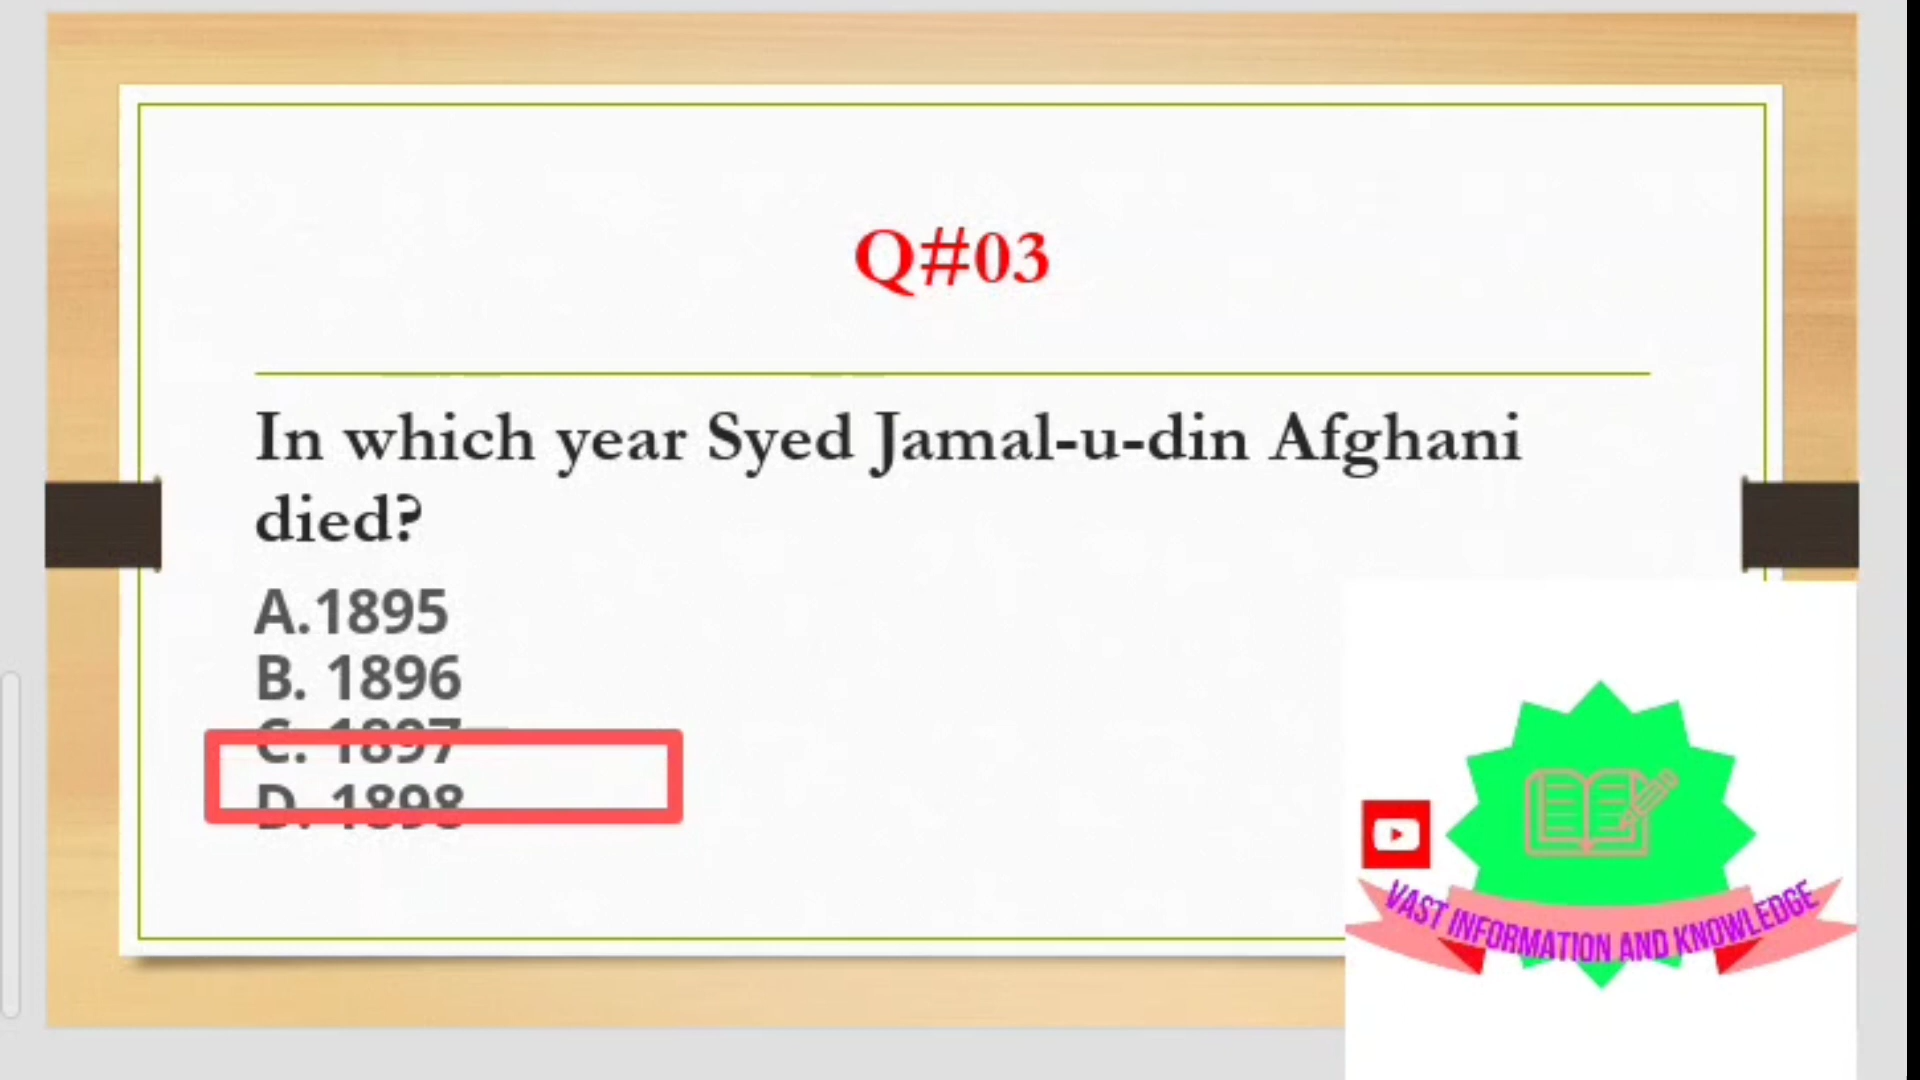 Q#03
In which year Syed Jamal-u-din Afghani
died?
A.1895
B. 1896
C. 1897
D. 1898
VAST INFORMATION AND KNOWLEDGE